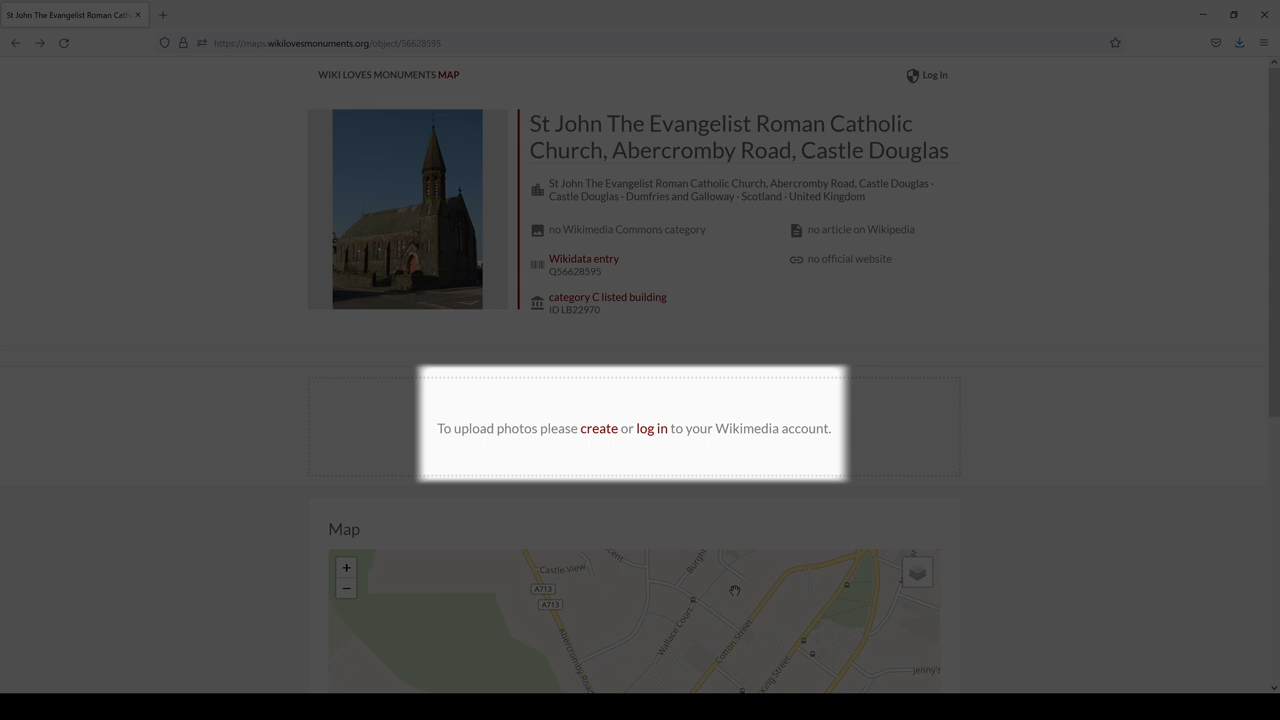 St John The Evangelist Roman Cath
https://maps.wikilovesmonuments.org/object/56628595
WIKI LOVES MONUMENTS MAP
Log In
St John The Evangelist Roman Catholic
Church, Abercromby Road, Castle Douglas
St John The Evangelist Roman Catholic Church, Abercromby Road, Castle Douglas ·
Castle Douglas · Dumfries and Galloway · Scotland · United Kingdom
no Wikimedia Commons category
no article on Wikipedia
Wikidata entry
Q56628595
no official website
category C listed building
ID LB22970
To upload photos please create or log in to your Wikimedia account.
Map
+
−
Castle View
A713
A713
Abercromby Road
Wallace Court
Cotton Street
King Street
Jenny's